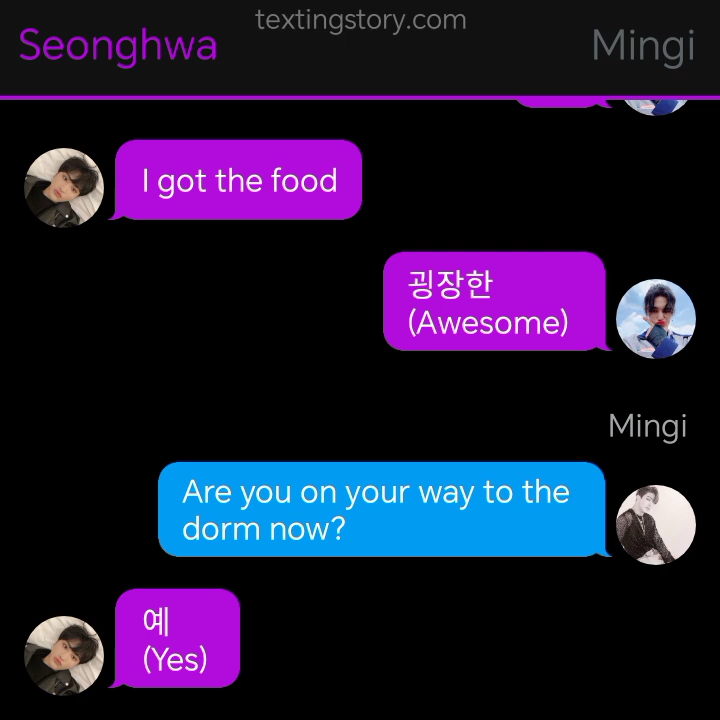 textingstory.com
Seonghwa
Mingi
I got the food
굉장한
(Awesome)
Mingi
Are you on your way to the
dorm now?
예
(Yes)